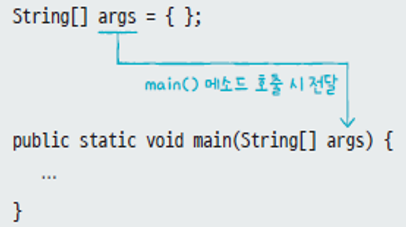 String[] args = { };
main() 메소드 호출 시 전달
public static void main(String[] args) {
...
}